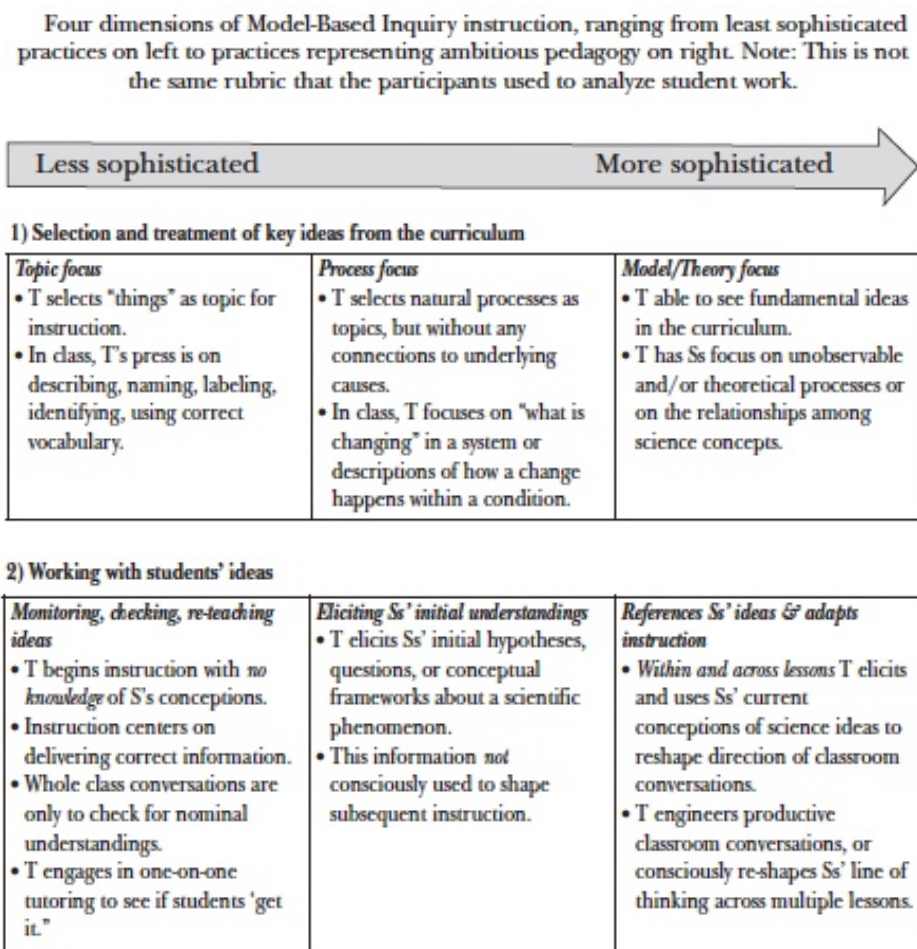 Four dimensions of Model-Based Inquiry instruction, ranging from least sophisticated
practices on left to practices representing ambitious pedagogy on right. Note: This is not
the same rubric that the participants used to analyze student work.
Less sophisticated
More sophisticated
1) Selection and treatment of key ideas from the curriculum
Topic focus
• T selects “things” as topic for
instruction.
• In class, T’s press is on
describing, naming, labeling,
identifying, using correct
vocabulary.
Process focus
• T selects natural processes as
topics, but without any
connections to underlying
causes.
• In class, T focuses on “what is
changing” in a system or
descriptions of how a change
happens within a condition.
Model/Theory focus
• T able to see fundamental ideas
in the curriculum.
• T has Ss focus on unobservable
and/or theoretical processes or
on the relationships among
science concepts.
2) Working with students’ ideas
Monitoring, checking, re-teaching
ideas
• T begins instruction with no
knowledge of S’s conceptions.
• Instruction centers on
delivering correct information.
• Whole class conversations are
only to check for nominal
understandings.
• T engages in one-on-one
tutoring to see if students ‘get
it.”
Eliciting Ss’ initial understandings
• T elicits Ss’ initial hypotheses,
questions, or conceptual
frameworks about a scientific
phenomenon.
• This information not
consciously used to shape
subsequent instruction.
References Ss’ ideas & adapts
instruction
• Within and across lessons T elicits
and uses Ss’ current
conceptions of science ideas to
reshape direction of classroom
conversations.
• T engineers productive
classroom conversations, or
consciously re-shapes Ss’ line of
thinking across multiple lessons.